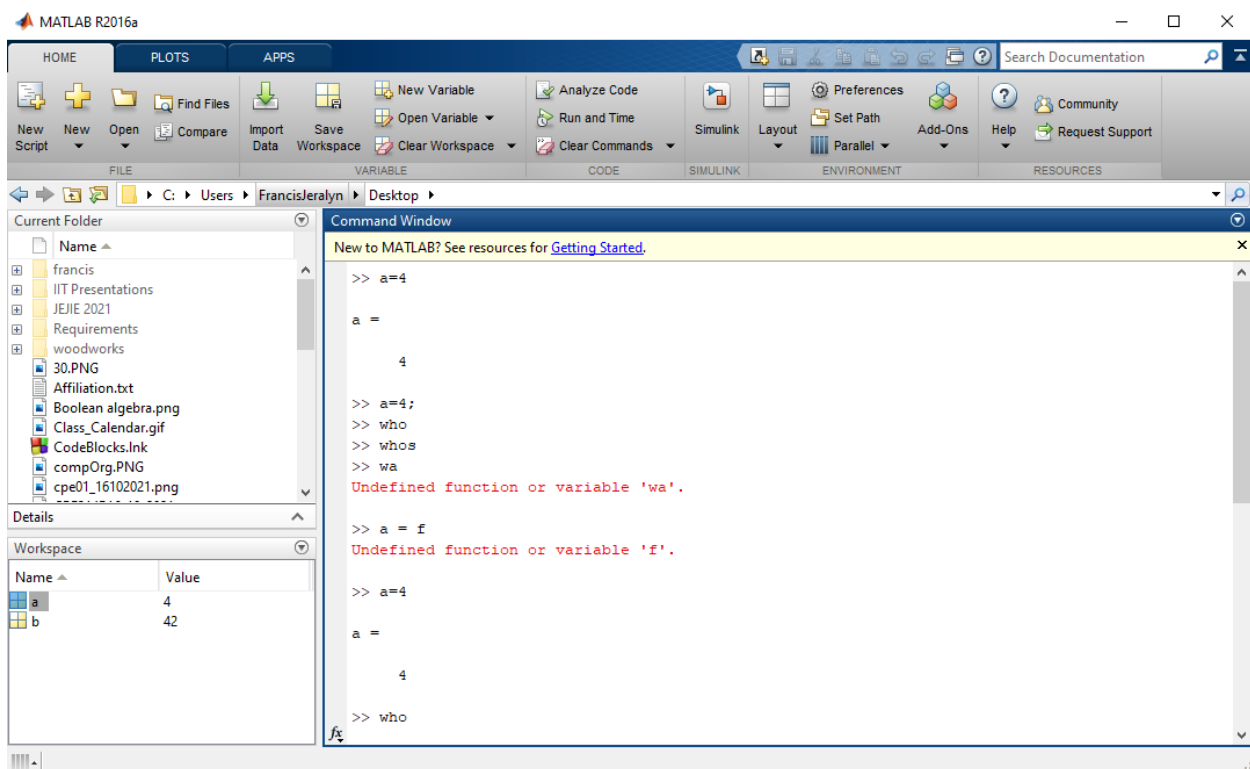 MATLAB R2016a
HOME PLOTS APPS
Search Documentation
New Script
New
Open
Find Files
Compare
FILE
Import Data
Save Workspace
New Variable
Open Variable
Clear Workspace
VARIABLE
Analyze Code
Run and Time
Clear Commands
CODE
Simulink
SIMULINK
Layout
Preferences
Set Path
Parallel
Add-Ons
ENVIRONMENT
Help
Community
Request Support
RESOURCES
C: Users FrancisJeralyn Desktop
Current Folder
Name
francis
IIT Presentations
JEJIE 2021
Requirements
woodworks
30.PNG
Affiliation.txt
Boolean algebra.png
Class_Calendar.gif
CodeBlocks.lnk
compOrg.PNG
cpe01_16102021.png
Details
Workspace
Name Value
a 4
b 42
Command Window
New to MATLAB? See resources for Getting Started.
>> a=4
a =
4
>> a=4;
>> who
>> whos
>> wa
Undefined function or variable 'wa'.
>> a = f
Undefined function or variable 'f'.
>> a=4
a =
4
>> who
fx